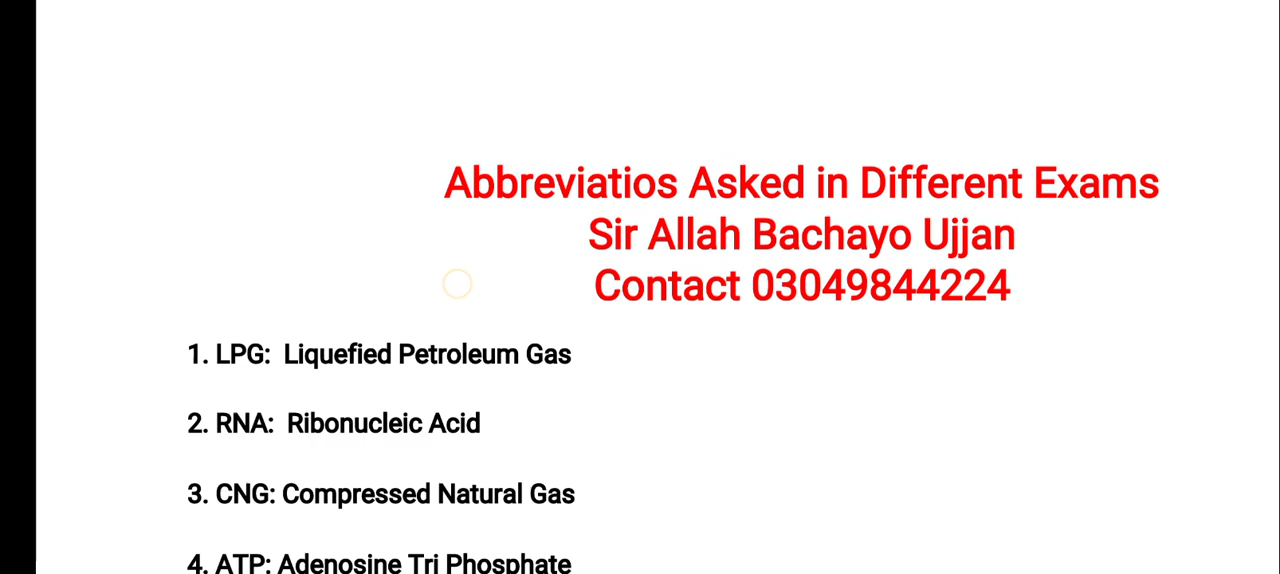 Abbreviatios Asked in Different Exams
Sir Allah Bachayo Ujjan
Contact 03049844224
1. LPG:  Liquefied Petroleum Gas
2. RNA:  Ribonucleic Acid
3. CNG: Compressed Natural Gas
4. ATP: Adenosine Tri Phosphate